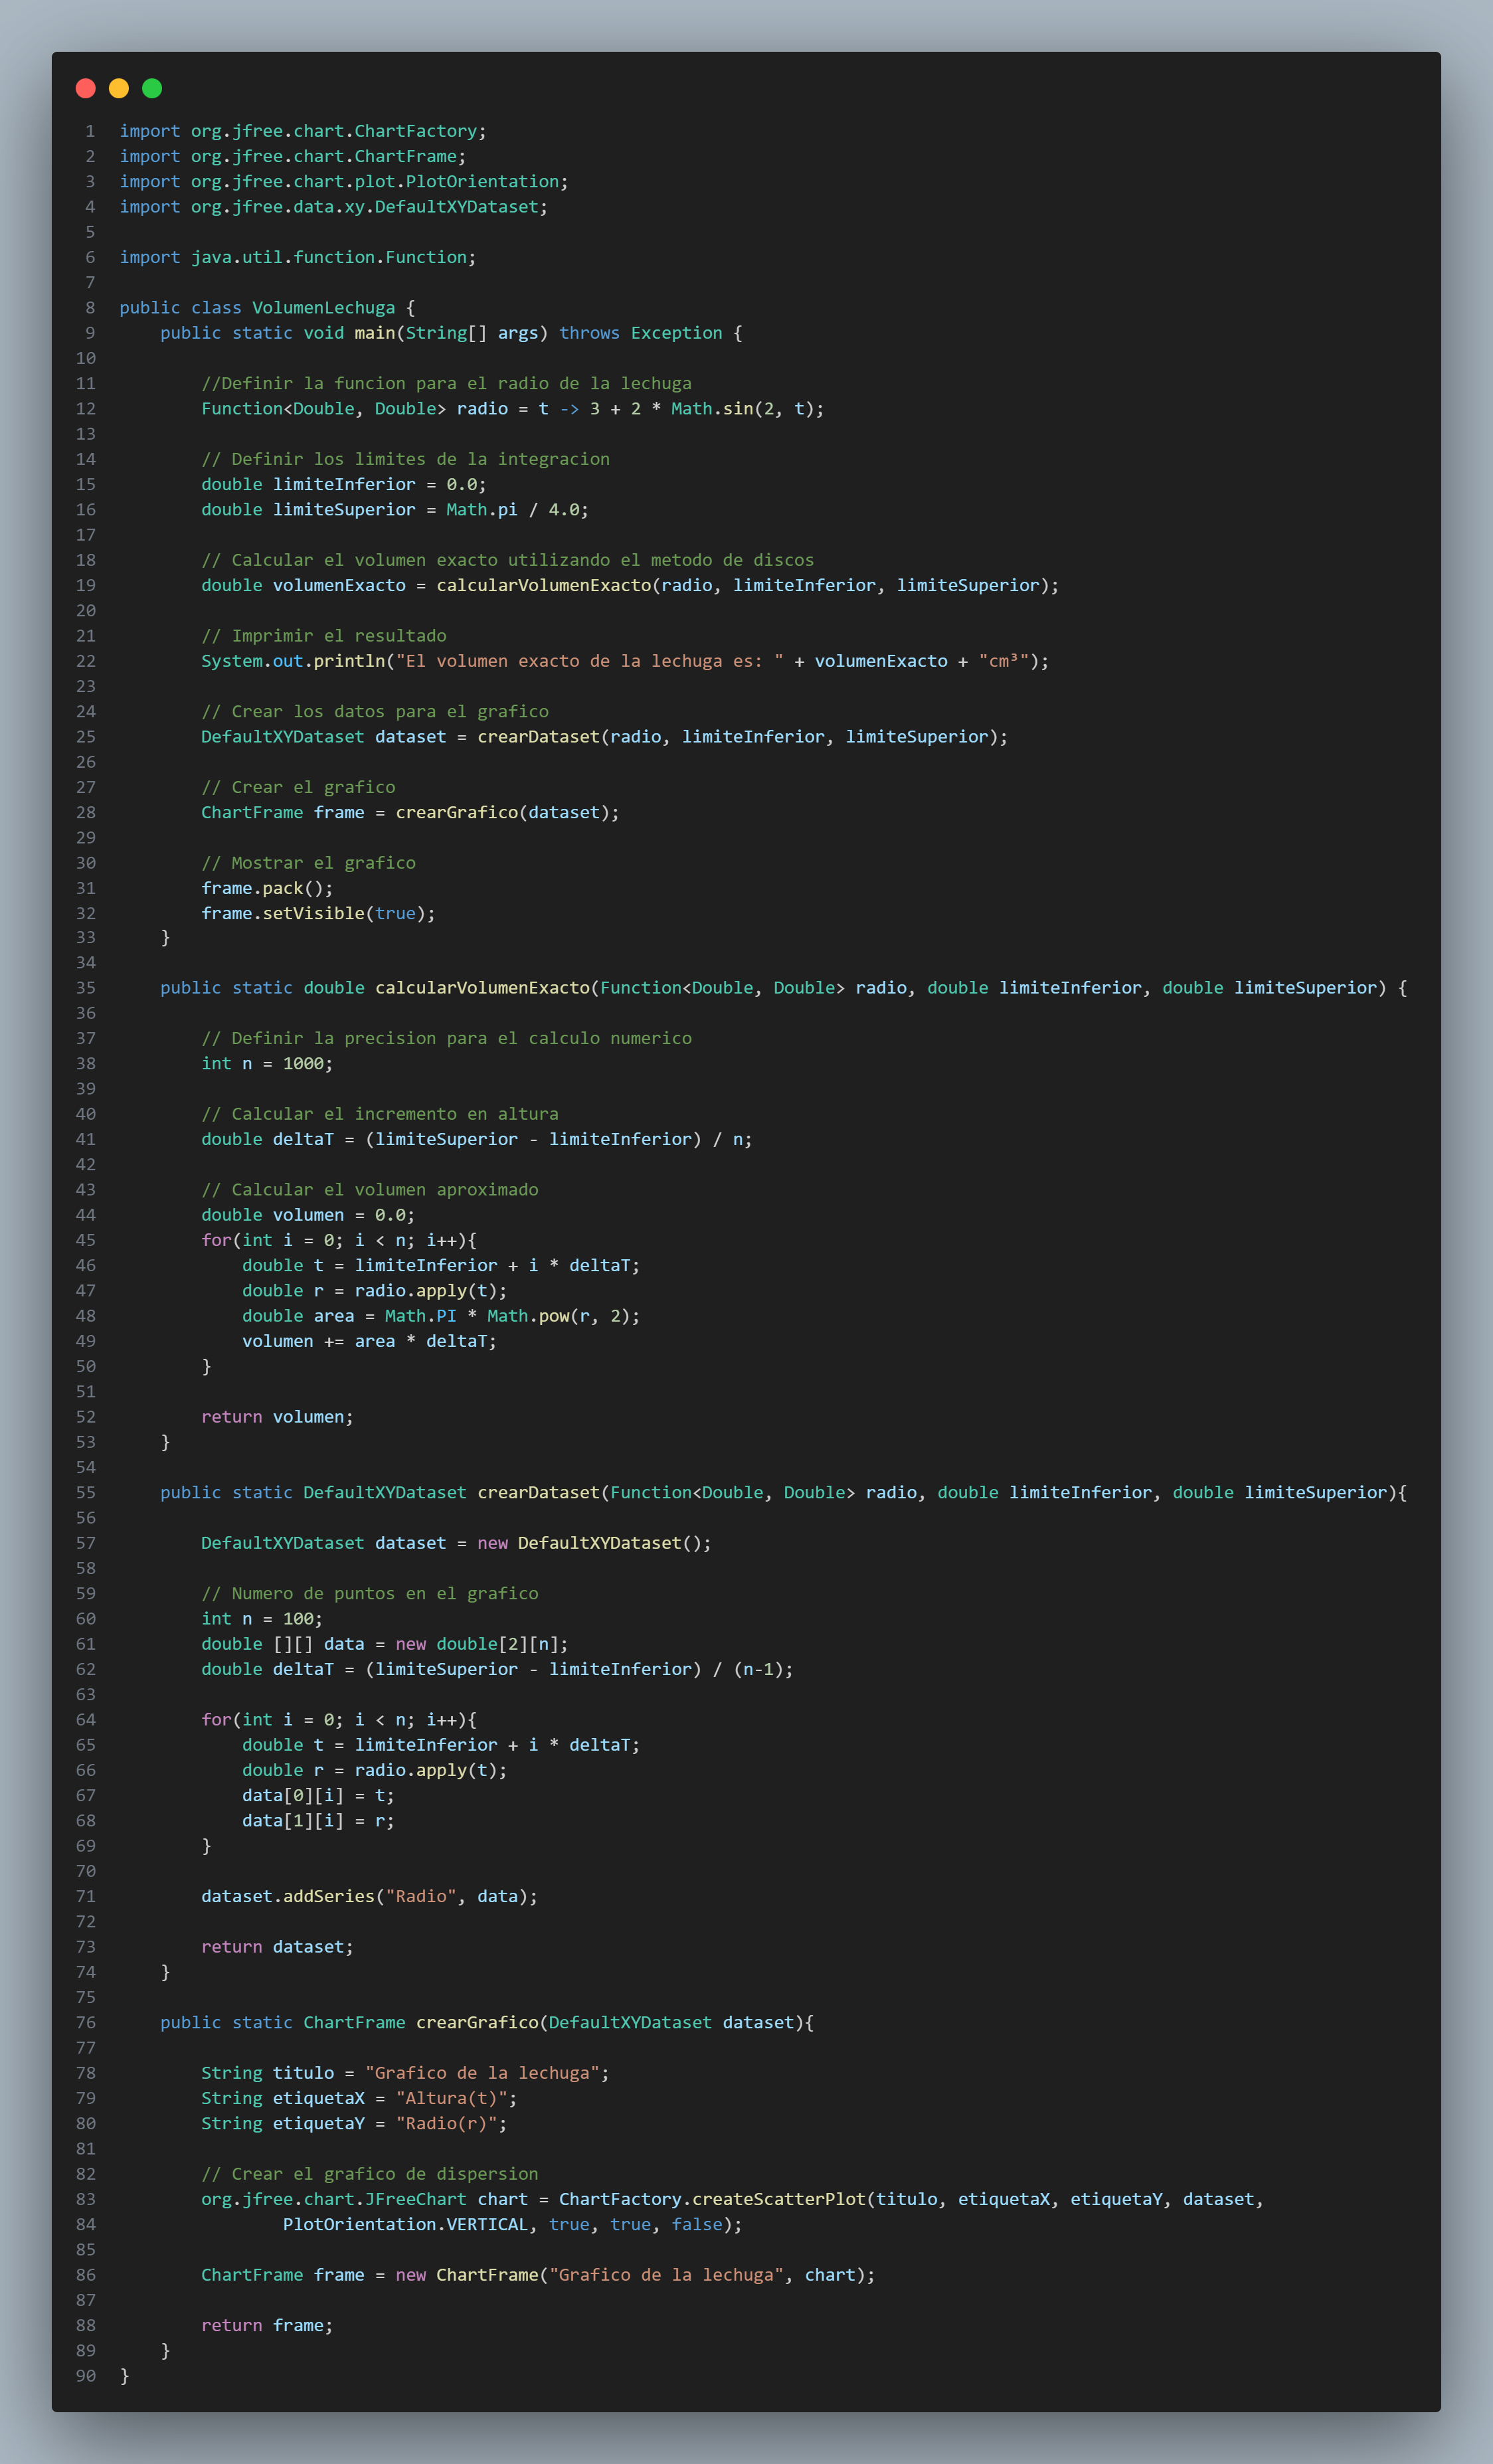 1 import org.jfree.chart.ChartFactory;
2 import org.jfree.chart.ChartFrame;
3 import org.jfree.chart.plot.PlotOrientation;
4 import org.jfree.data.xy.DefaultXYDataset;
5
6 import java.util.function.Function;
7
8 public class VolumenLechuga {
9     public static void main(String[] args) throws Exception {
10
11         //Definir la funcion para el radio de la lechuga
12         Function<Double, Double> radio = t -> 3 + 2 * Math.sin(2, t);
13
14         // Definir los limites de la integracion
15         double limiteInferior = 0.0;
16         double limiteSuperior = Math.pi / 4.0;
17
18         // Calcular el volumen exacto utilizando el metodo de discos
19         double volumenExacto = calcularVolumenExacto(radio, limiteInferior, limiteSuperior);
20
21         // Imprimir el resultado
22         System.out.println("El volumen exacto de la lechuga es: " + volumenExacto + "cm³");
23
24         // Crear los datos para el grafico
25         DefaultXYDataset dataset = crearDataset(radio, limiteInferior, limiteSuperior);
26
27         // Crear el grafico
28         ChartFrame frame = crearGrafico(dataset);
29
30         // Mostrar el grafico
31         frame.pack();
32         frame.setVisible(true);
33     }
34
35     public static double calcularVolumenExacto(Function<Double, Double> radio, double limiteInferior, double limiteSuperior) {
36
37         // Definir la precision para el calculo numerico
38         int n = 1000;
39
40         // Calcular el incremento en altura
41         double deltaT = (limiteSuperior - limiteInferior) / n;
42
43         // Calcular el volumen aproximado
44         double volumen = 0.0;
45         for(int i = 0; i < n; i++){
46             double t = limiteInferior + i * deltaT;
47             double r = radio.apply(t);
48             double area = Math.PI * Math.pow(r, 2);
49             volumen += area * deltaT;
50         }
51
52         return volumen;
53     }
54
55     public static DefaultXYDataset crearDataset(Function<Double, Double> radio, double limiteInferior, double limiteSuperior){
56
57         DefaultXYDataset dataset = new DefaultXYDataset();
58
59         // Numero de puntos en el grafico
60         int n = 100;
61         double [][] data = new double[2][n];
62         double deltaT = (limiteSuperior - limiteInferior) / (n-1);
63
64         for(int i = 0; i < n; i++){
65             double t = limiteInferior + i * deltaT;
66             double r = radio.apply(t);
67             data[0][i] = t;
68             data[1][i] = r;
69         }
70
71         dataset.addSeries("Radio", data);
72
73         return dataset;
74     }
75
76     public static ChartFrame crearGrafico(DefaultXYDataset dataset){
77
78         String titulo = "Grafico de la lechuga";
79         String etiquetaX = "Altura(t)";
80         String etiquetaY = "Radio(r)";
81
82         // Crear el grafico de dispersion
83         org.jfree.chart.JFreeChart chart = ChartFactory.createScatterPlot(titulo, etiquetaX, etiquetaY, dataset,
84                 PlotOrientation.VERTICAL, true, true, false);
85
86         ChartFrame frame = new ChartFrame("Grafico de la lechuga", chart);
87
88         return frame;
89     }
90 }